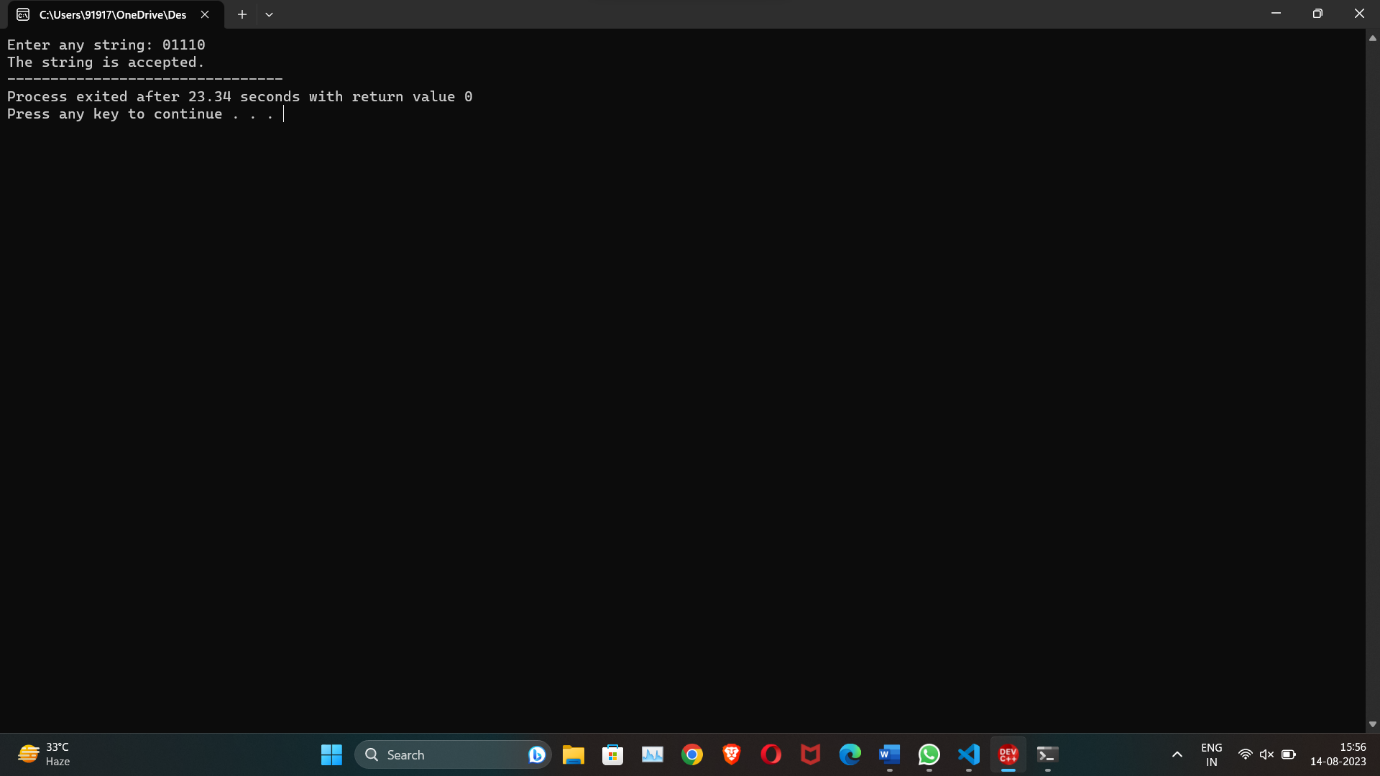 C:\Users\91917\OneDrive\Des
Enter any string: 01110
The string is accepted.
--------------------------------
Process exited after 23.34 seconds with return value 0
Press any key to continue . . .
33°C
Haze
Search
DEV
C++
ENG
IN
15:56
14-08-2023